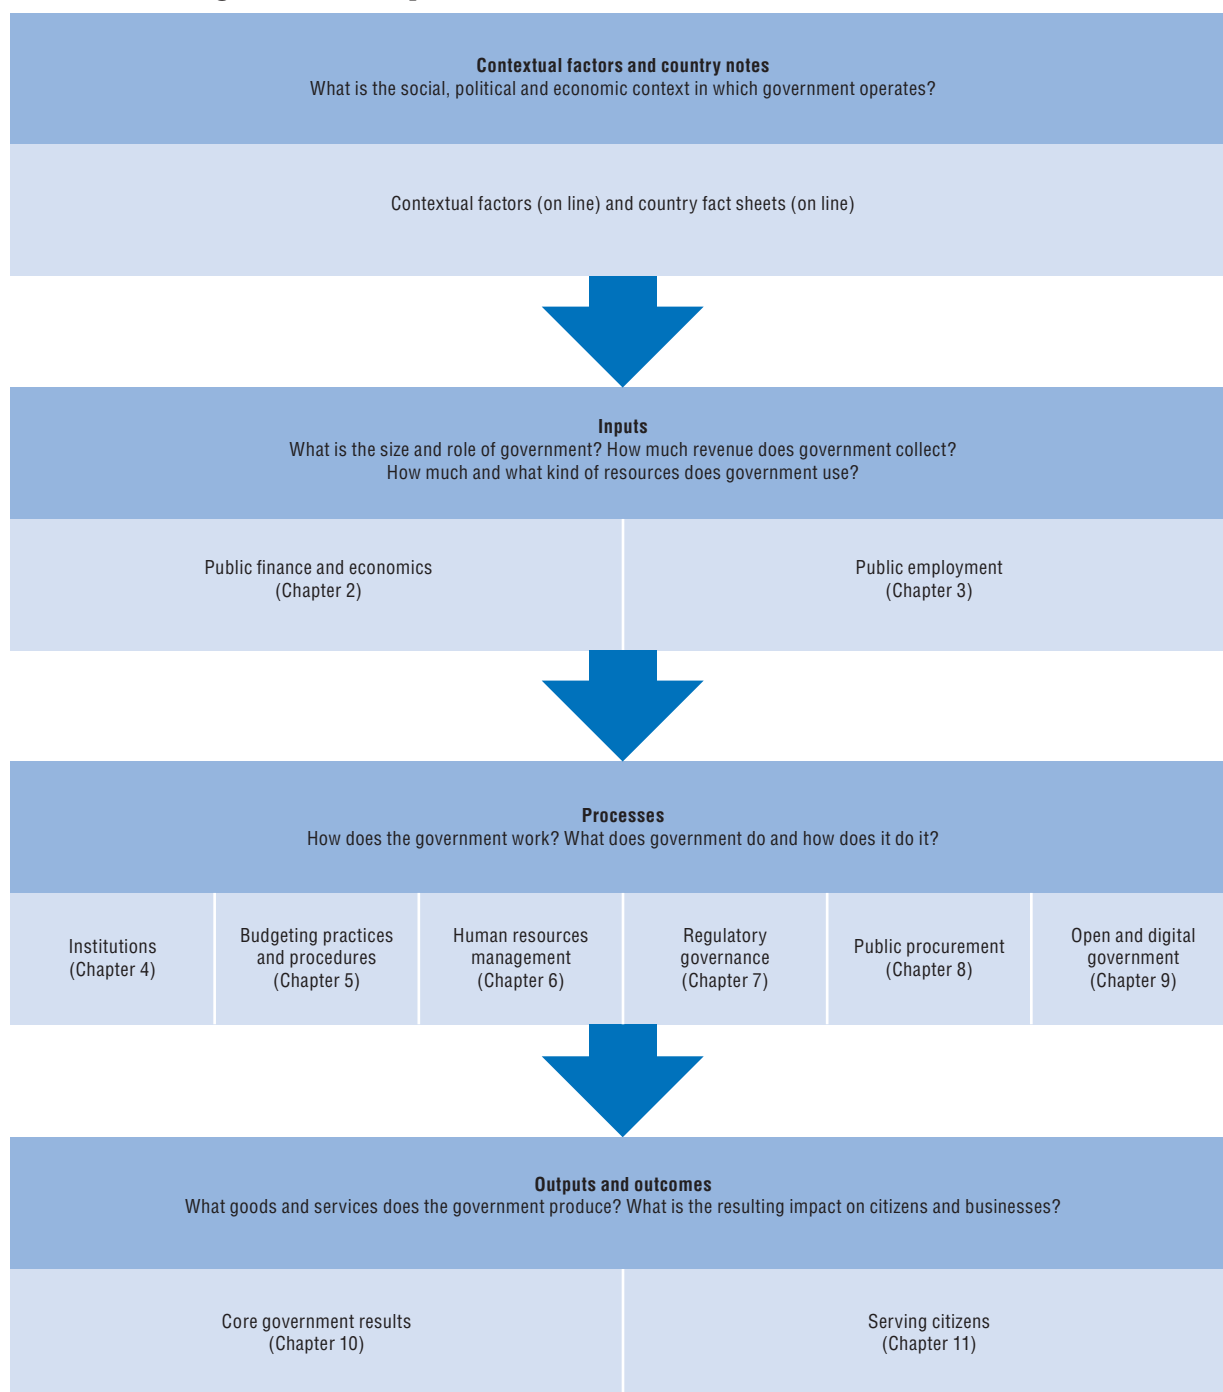 Contextual factors and country notes
What is the social, political and economic context in which government operates?
Contextual factors (on line) and country fact sheets (on line)
Inputs
What is the size and role of government? How much revenue does government collect?
How much and what kind of resources does government use?
Public finance and economics
(Chapter 2)
Public employment
(Chapter 3)
Processes
How does the government work? What does government do and how does it do it?
Institutions
(Chapter 4)
Budgeting practices
and procedures
(Chapter 5)
Human resources
management
(Chapter 6)
Regulatory
governance
(Chapter 7)
Public procurement
(Chapter 8)
Open and digital
government
(Chapter 9)
Outputs and outcomes
What goods and services does the government produce? What is the resulting impact on citizens and businesses?
Core government results
(Chapter 10)
Serving citizens
(Chapter 11)